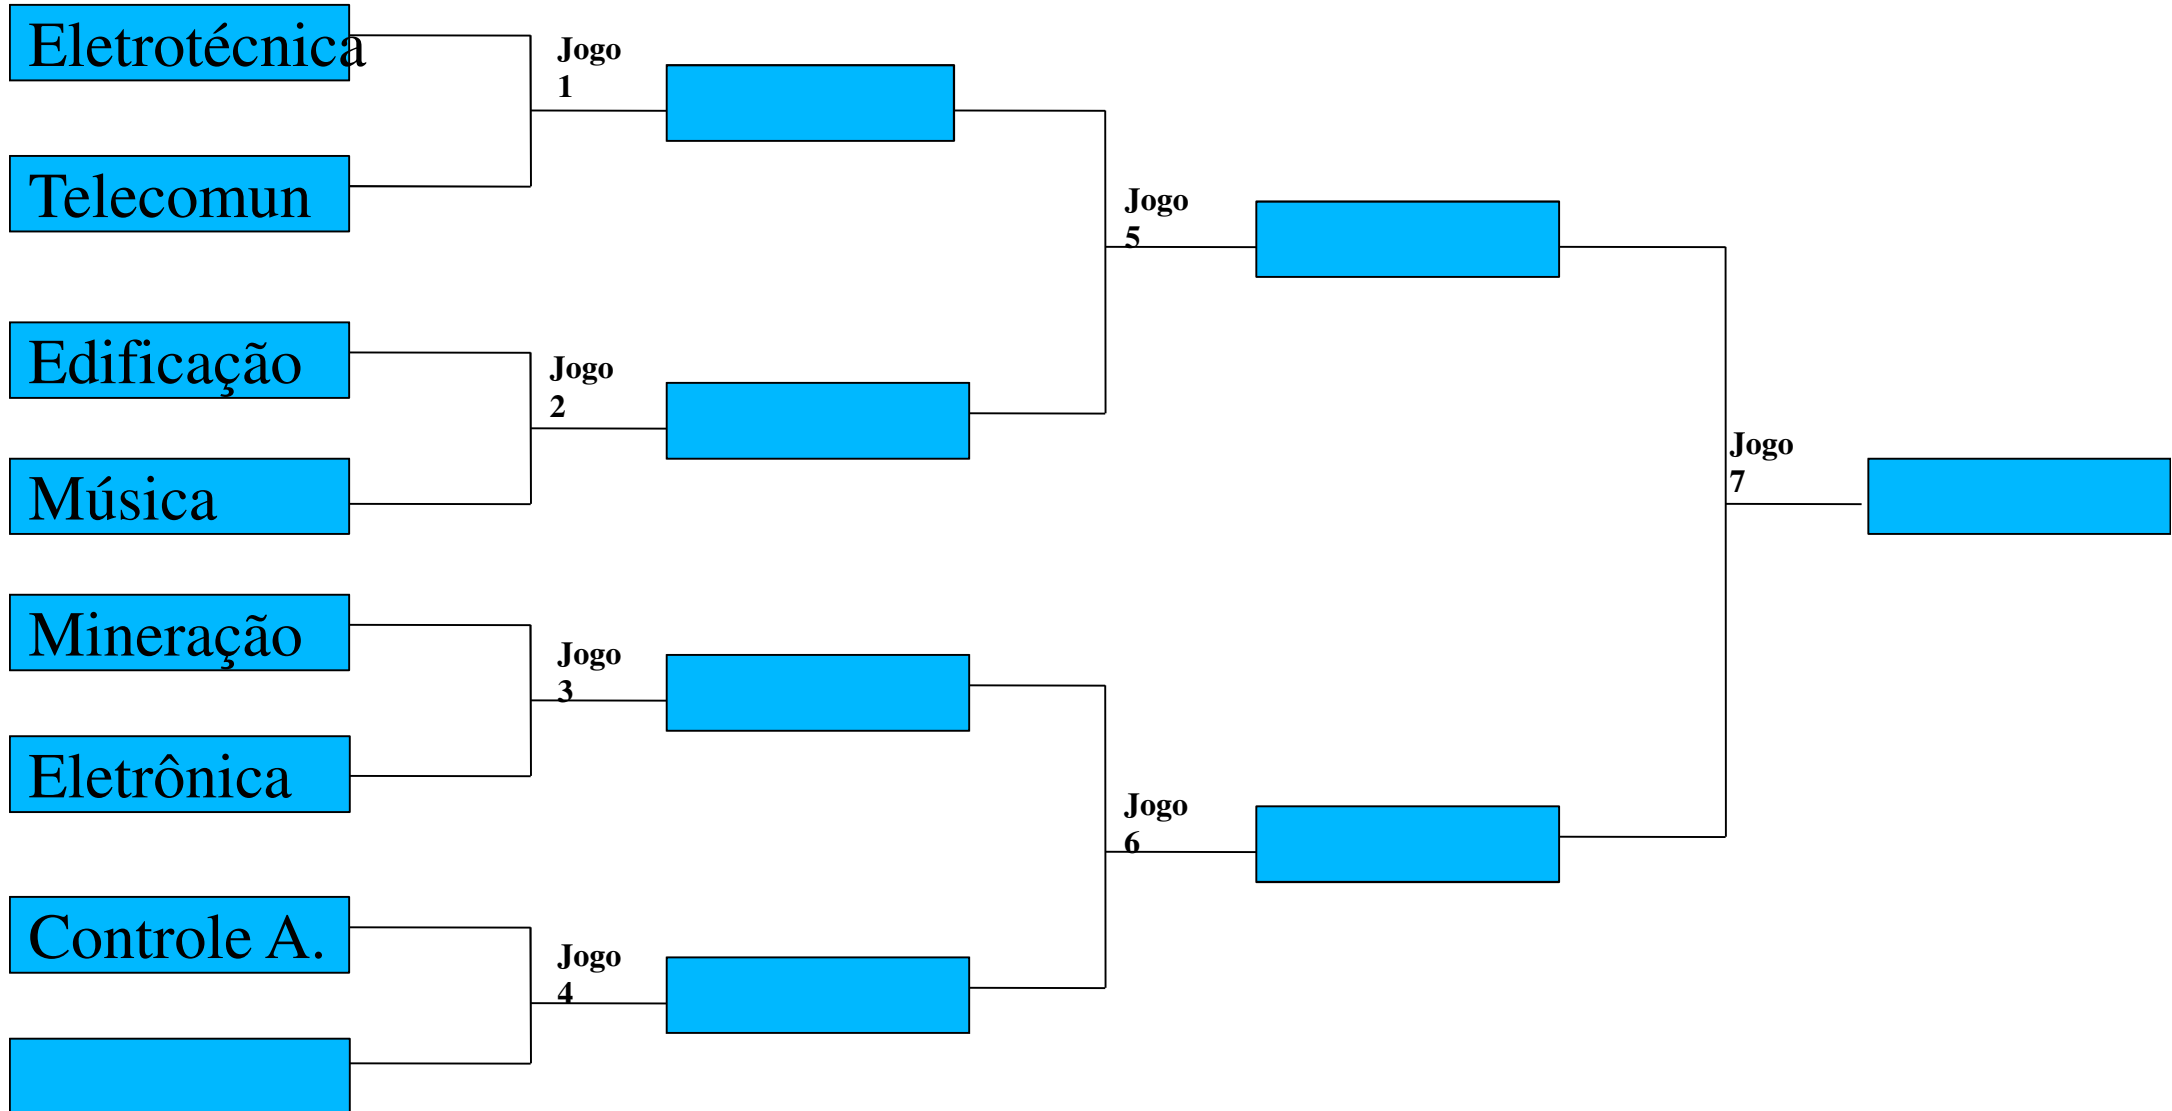 Eletrotécnica
Jogo
1
Telecomun
Jogo
5
Edificação
Jogo
2
Música
Jogo
7
Mineração
Jogo
3
Eletrônica
Jogo
6
Controle A.
Jogo
4